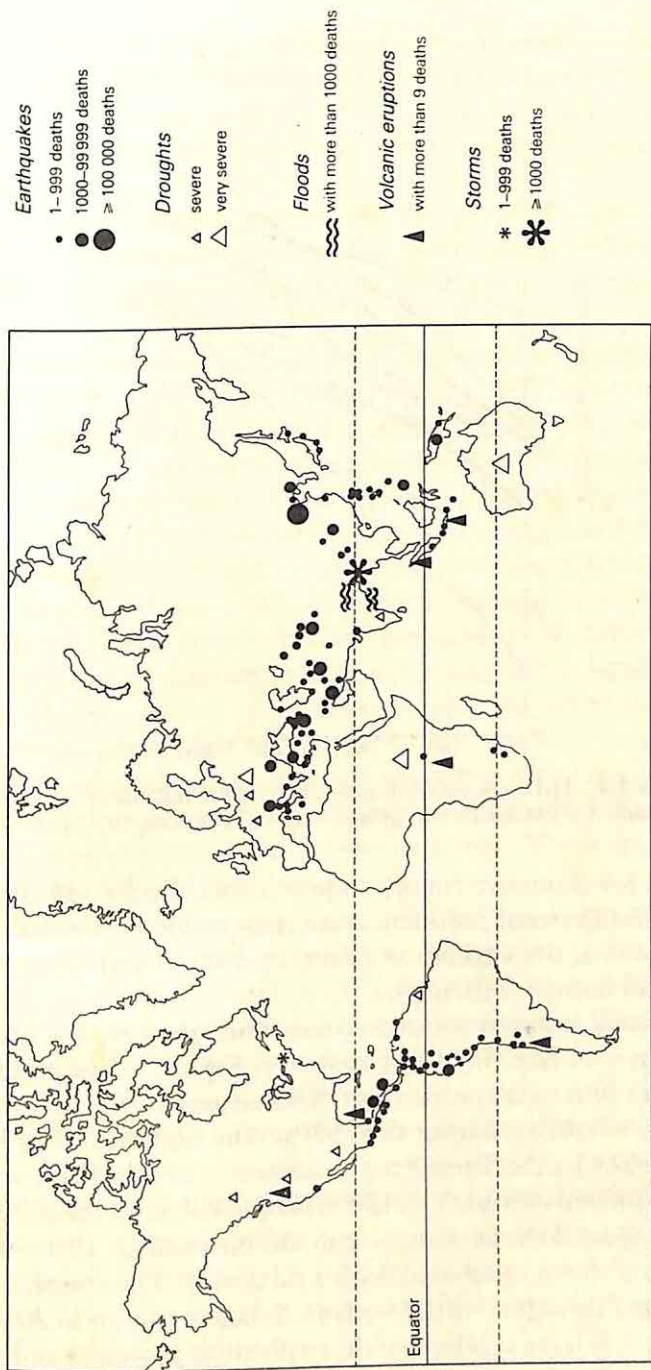 Earthquakes
1–999 deaths
1000–99 999 deaths
⩾ 100 000 deaths
Droughts
severe
very severe
Floods
with more than 1000 deaths
Volcanic eruptions
with more than 9 deaths
Storms
1–999 deaths
⩾ 1000 deaths
Equator